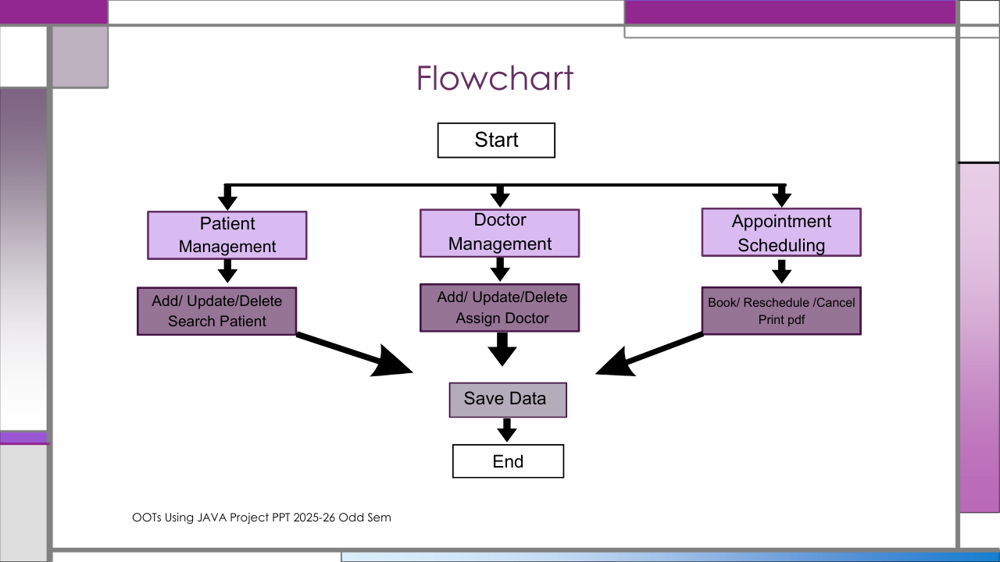 Flowchart
Start
Patient
Management
Doctor
Management
Appointment
Scheduling
Add/ Update/Delete
Search Patient
Add/ Update/Delete
Assign Doctor
Book/ Reschedule /Cancel
Print pdf
Save Data
End
OOTs Using JAVA Project PPT 2025-26 Odd Sem